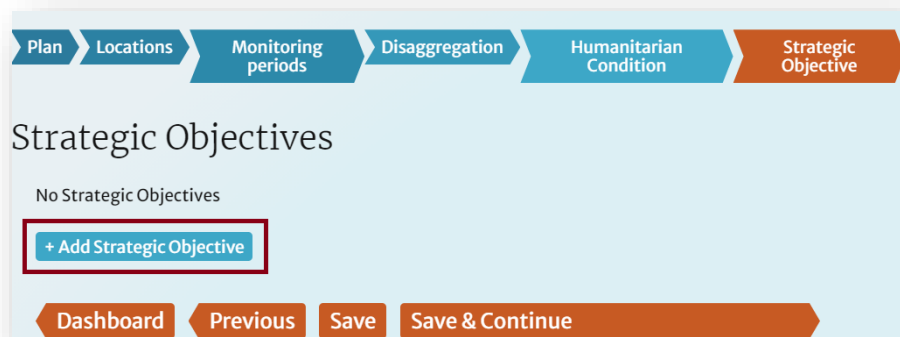 Plan Locations Monitoring periods Disaggregation Humanitarian Condition Strategic Objective
Strategic Objectives
No Strategic Objectives
+ Add Strategic Objective
Dashboard Previous Save Save & Continue